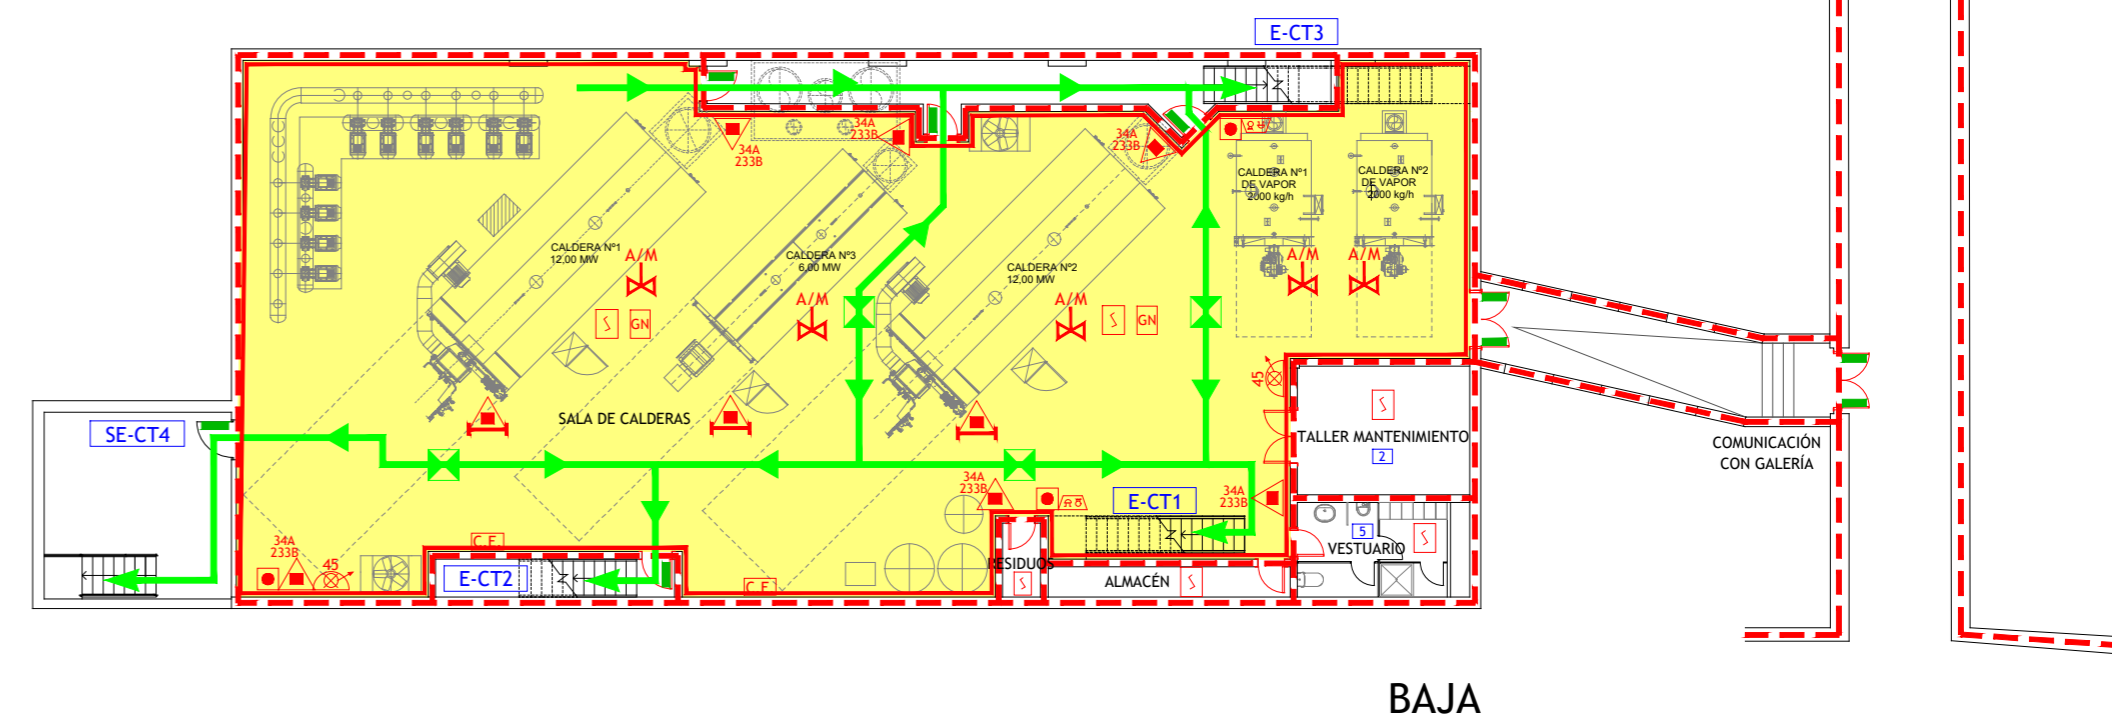 E-CT3
34A
233B
34A
233B
34A
233B
CALDERA Nº1
DE VAPOR
2000 kg/h
CALDERA Nº2
DE VAPOR
2000 kg/h
CALDERA Nº1
12,00 MW
A/M
CALDERA Nº3
6,00 MW
A/M
CALDERA Nº2
12,00 MW
A/M
A/M
A/M
GN
GN
45
SALA DE CALDERAS
SE-CT4
TALLER MANTENIMIENTO
2
COMUNICACIÓN
CON GALERÍA
34A
233B
E-CT1
34A
233B
5
VESTUARIO
C.F.
34A
233B
45
E-CT2
C.F.
RESIDUOS
ALMACÉN
BAJA